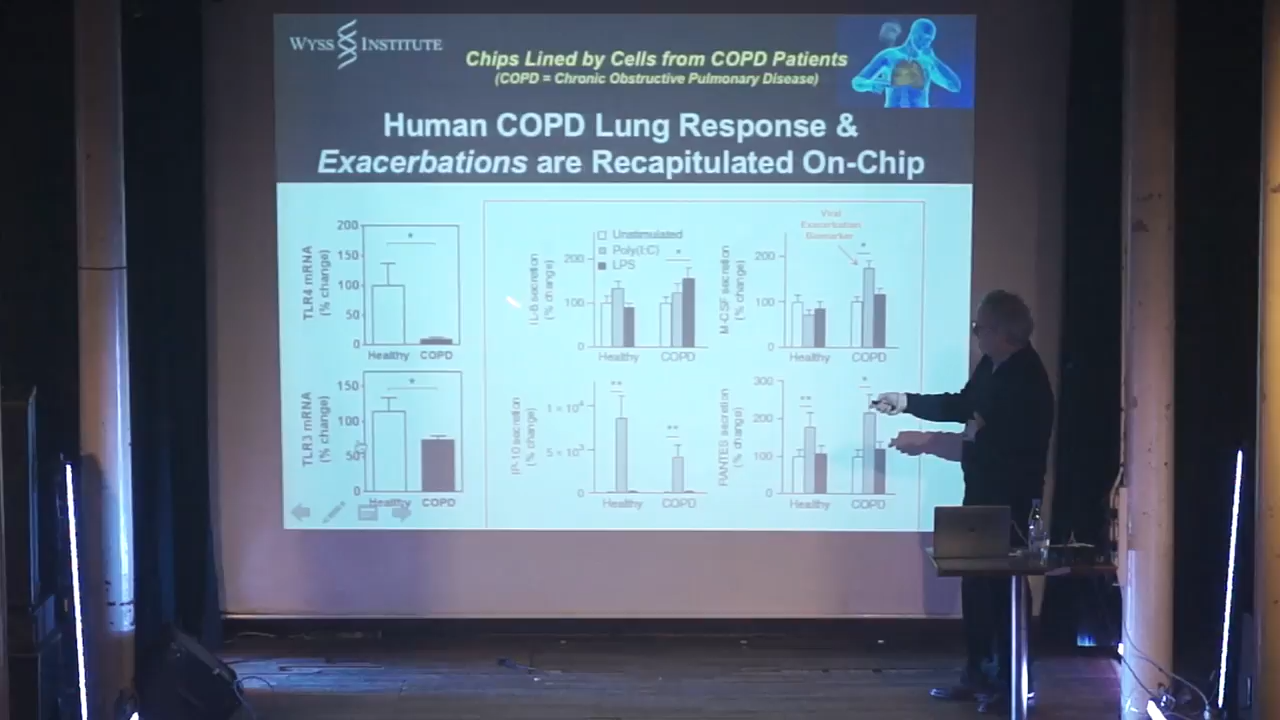 WYSS INSTITUTE
Chips Lined by Cells from COPD Patients
(COPD = Chronic Obstructive Pulmonary Disease)
Human COPD Lung Response &
Exacerbations are Recapitulated On-Chip
TLR4 mRNA
(% change)
200
150
100
50
0
*
Healthy COPD
TLR3 mRNA
(% change)
150
100
50
0
*
Healthy COPD
Unstimulated
Poly(I:C)
LPS
IL-8 secretion
(% change)
200
100
0
*
Healthy COPD
Viral
Exacerbation
Biomarker
M-CSF secretion
(% change)
200
100
0
*
Healthy COPD
IP-10 secretion
(% change)
1 × 10⁴
5 × 10³
0
**
**
Healthy COPD
RANTES secretion
(% change)
300
200
100
0
**
*
Healthy COPD